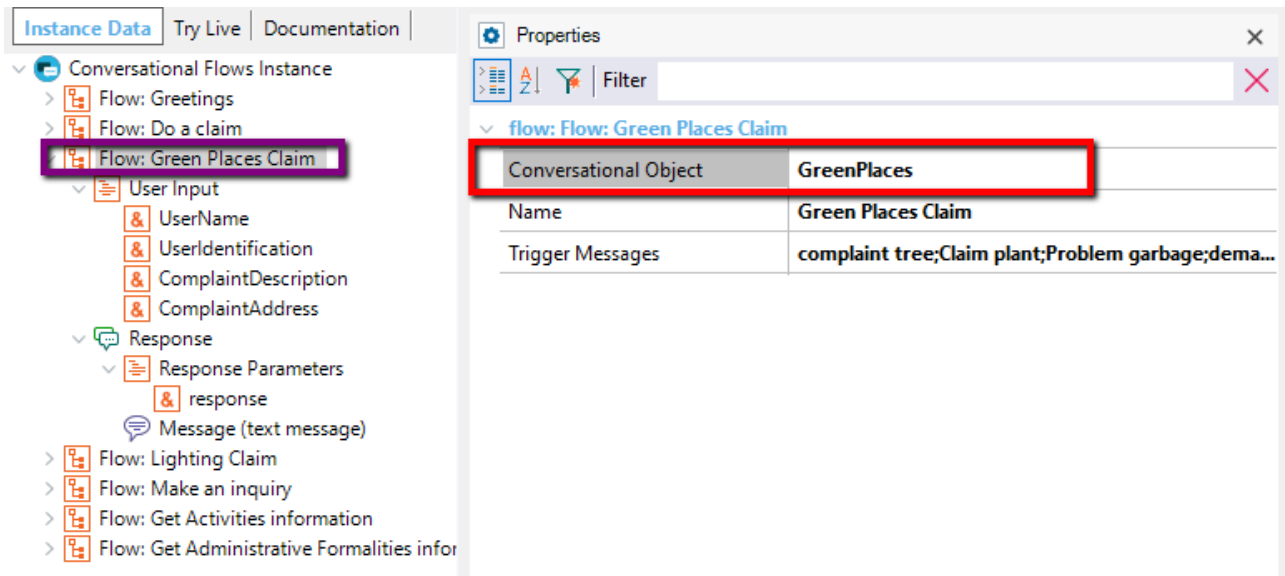 Instance Data
Try Live
Documentation
Conversational Flows Instance
Flow: Greetings
Flow: Do a claim
Flow: Green Places Claim
User Input
& UserName
& UserIdentification
& ComplaintDescription
& ComplaintAddress
Response
Response Parameters
& response
Message (text message)
Flow: Lighting Claim
Flow: Make an inquiry
Flow: Get Activities information
Flow: Get Administrative Formalities infor
Properties
A
Z
Filter
flow: Flow: Green Places Claim
Conversational Object GreenPlaces
Name Green Places Claim
Trigger Messages complaint tree;Claim plant;Problem garbage;dema...